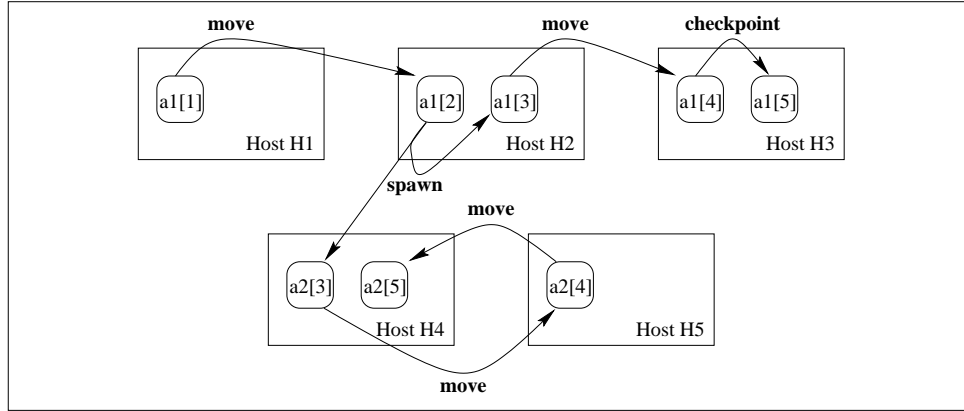 move
move
checkpoint
a1[1]
a1[2]
a1[3]
a1[4]
a1[5]
Host H1
Host H2
Host H3
spawn
move
a2[3]
a2[5]
a2[4]
Host H4
Host H5
move